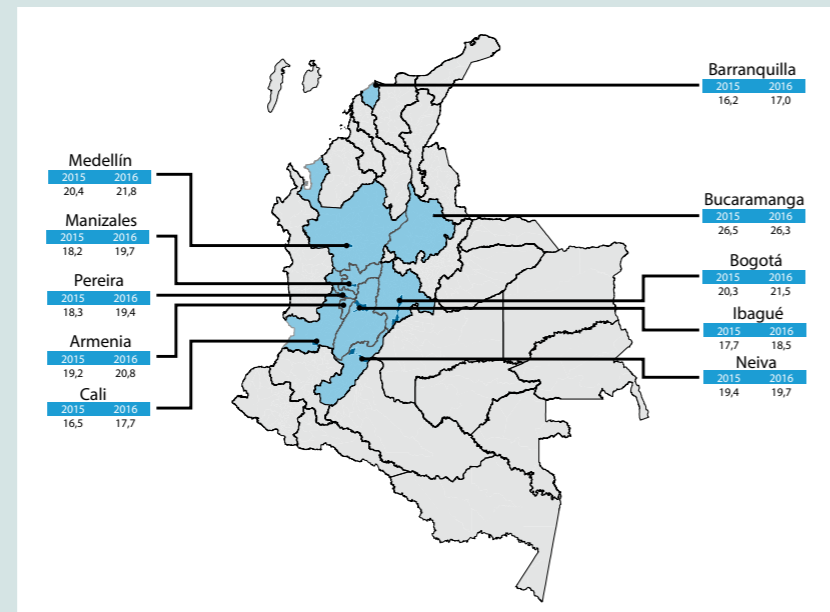 Barranquilla
2015 2016
16,2 17,0
Medellín
2015 2016
20,4 21,8
Manizales
2015 2016
18,2 19,7
Pereira
2015 2016
18,3 19,4
Armenia
2015 2016
19,2 20,8
Cali
2015 2016
16,5 17,7
Bucaramanga
2015 2016
26,5 26,3
Bogotá
2015 2016
20,3 21,5
Ibagué
2015 2016
17,7 18,5
Neiva
2015 2016
19,4 19,7